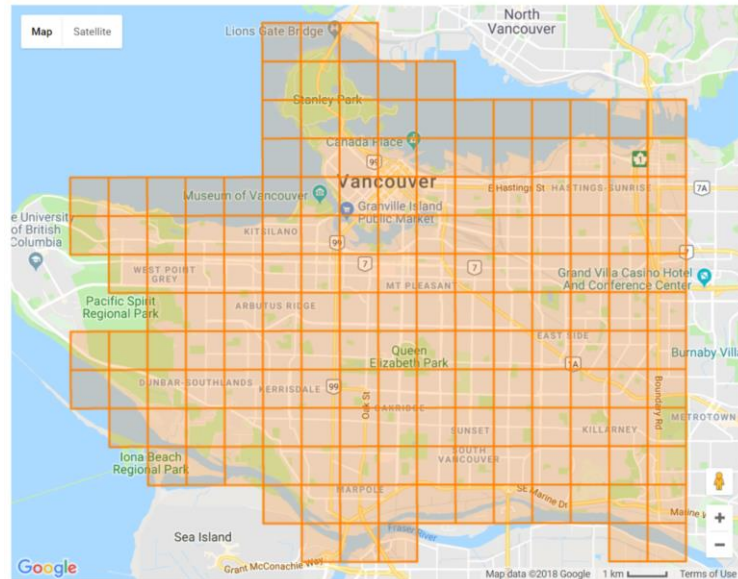 Map Satellite
Lions Gate Bridge
North
Vancouver
Stanley Park
Canada Place
99
1
Vancouver
E Hastings St
HASTINGS-SUNRISE
7A
Museum of Vancouver
Granville Island
Public Market
e University
of British
Columbia
KITSILANO
99
7
7
7
WEST POINT
GREY
MT PLEASANT
Grand Villa Casino Hotel
And Conference Center
Pacific Spirit
Regional Park
ARBUTUS RIDGE
EAST SIDE
Queen
Elizabeth Park
Burnaby Villa
1A
DUNBAR-SOUTHLANDS
KERRISDALE
99
Oak St
Boundary Rd
OAKRIDGE
METROTOWN
SUNSET
KILLARNEY
Iona Beach
Regional Park
SOUTH
VANCOUVER
MARPOLE
SE Marine Dr
Marine W
Sea Island
Fraser River
Grant McConachie Way
Google
Map data ©2018 Google 1 km Terms of Use